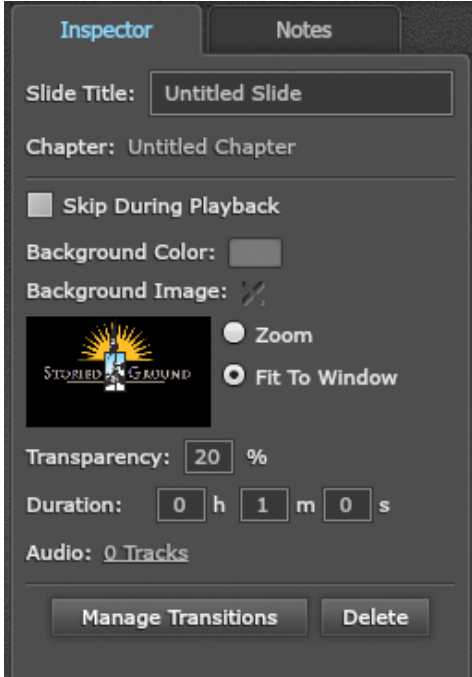 Inspector Notes
Slide Title: Untitled Slide
Chapter: Untitled Chapter
Skip During Playback
Background Color:
Background Image:
Zoom
STORIED GROUND
Fit To Window
Transparency: 20 %
Duration: 0 h 1 m 0 s
Audio: 0 Tracks
Manage Transitions Delete